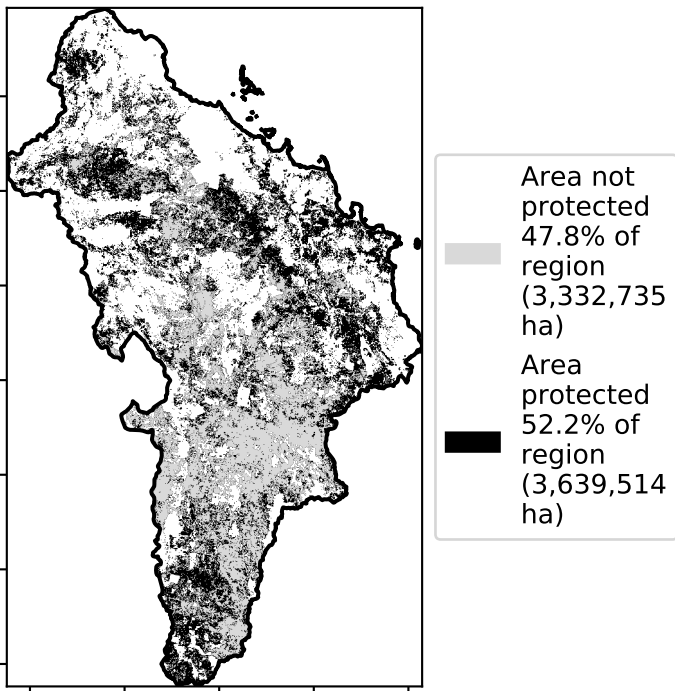 Area not
protected
47.8% of
region
(3,332,735
ha)
Area
protected
52.2% of
region
(3,639,514
ha)